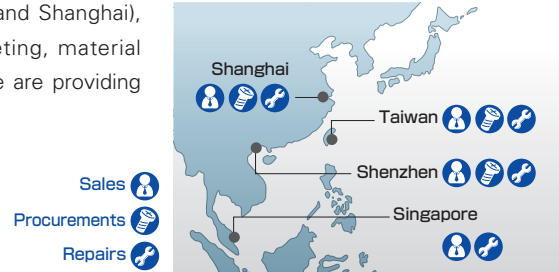 and Shanghai),
eting, material
e are providing
Shanghai
Taiwan
Shenzhen
Singapore
Sales
Procurements
Repairs